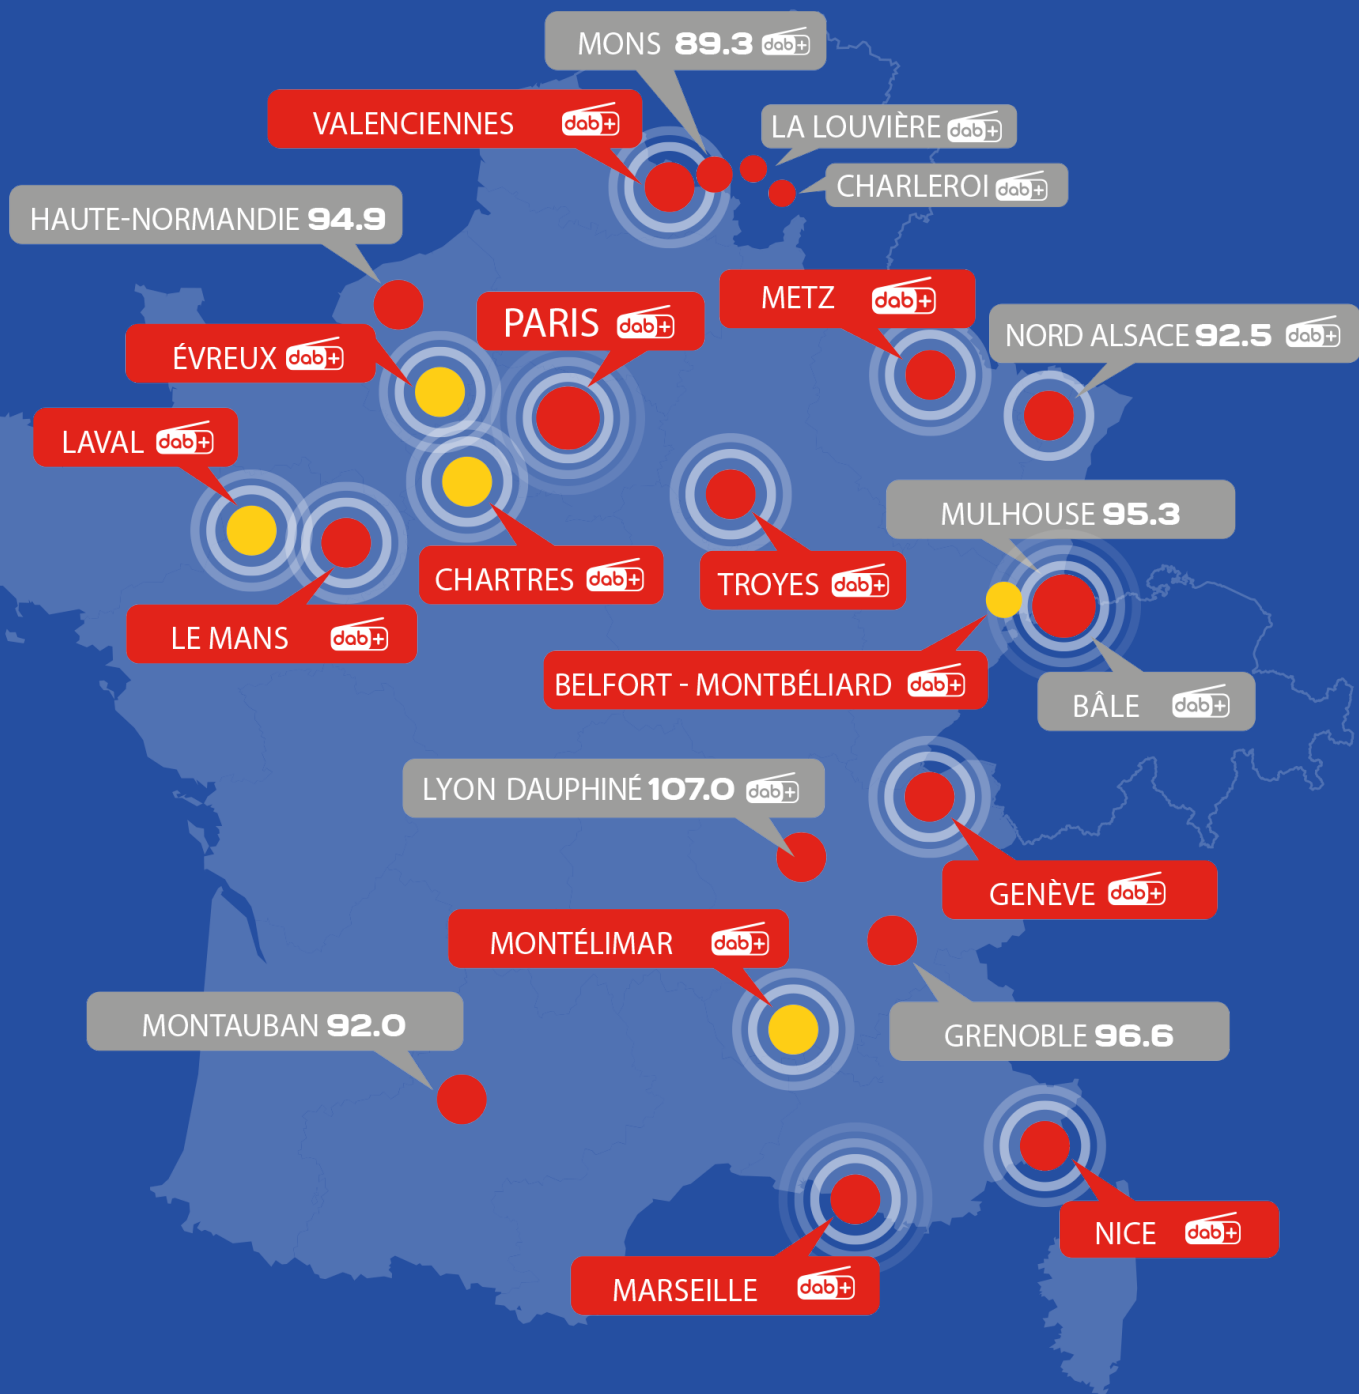 MONS 89.3 dab+
VALENCIENNES dab+
LA LOUVIÈRE dab+
CHARLEROI dab+
HAUTE-NORMANDIE 94.9
METZ dab+
PARIS dab+
NORD ALSACE 92.5 dab+
ÉVREUX dab+
LAVAL dab+
MULHOUSE 95.3
CHARTRES dab+
TROYES dab+
LE MANS dab+
BELFORT - MONTBÉLIARD dab+
BÂLE dab+
LYON DAUPHINÉ 107.0 dab+
GENÈVE dab+
MONTÉLIMAR dab+
MONTAUBAN 92.0
GRENOBLE 96.6
NICE dab+
MARSEILLE dab+